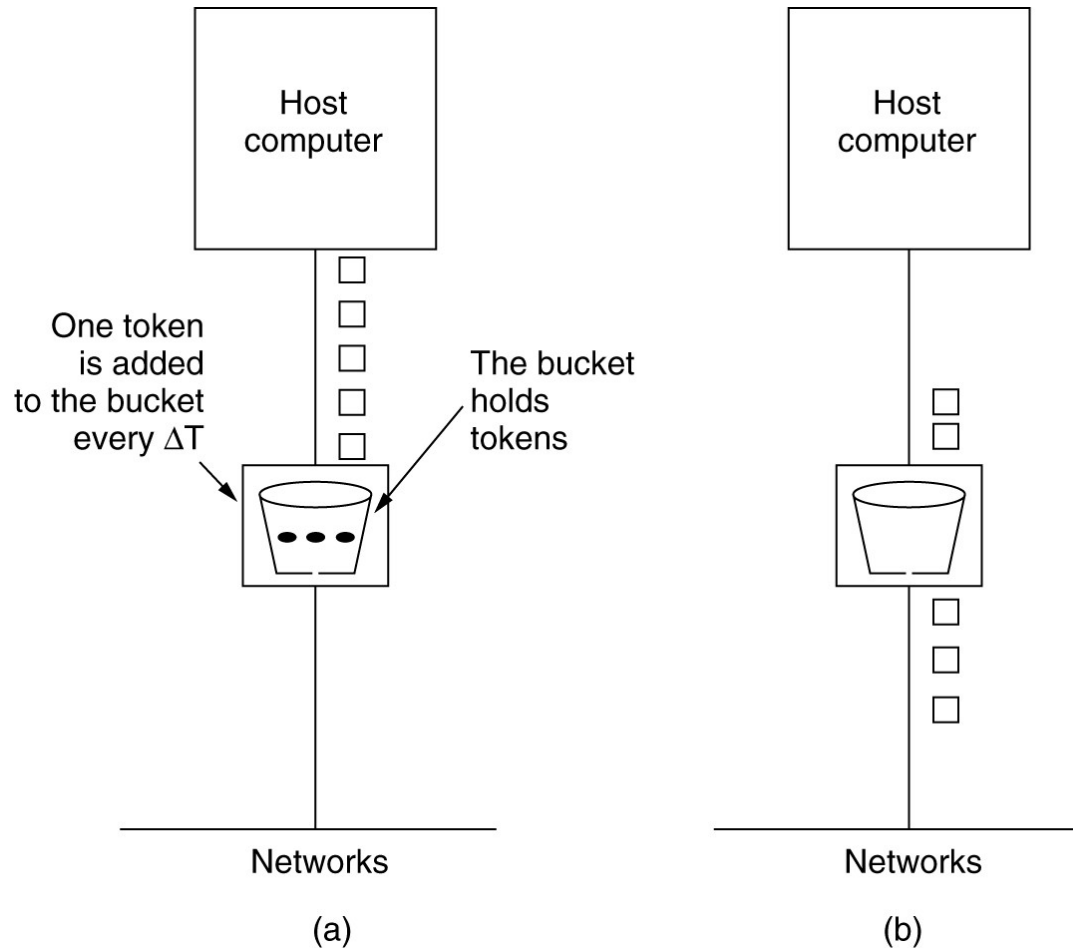 Host
computer
One token
is added
to the bucket
every ΔT
The bucket
holds
tokens
Networks
(a)
Host
computer
Networks
(b)